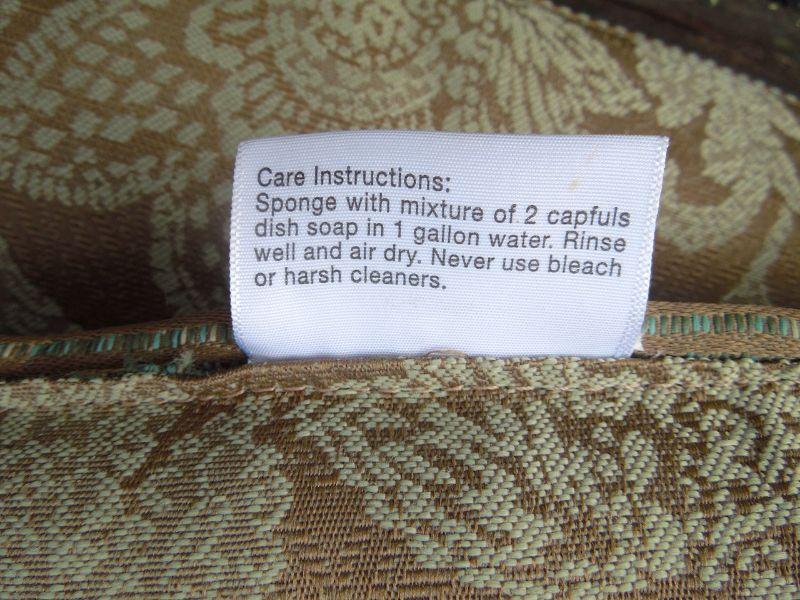 Care Instructions:
Sponge with mixture of 2 capfuls
dish soap in 1 gallon water. Rinse
well and air dry. Never use bleach
or harsh cleaners.